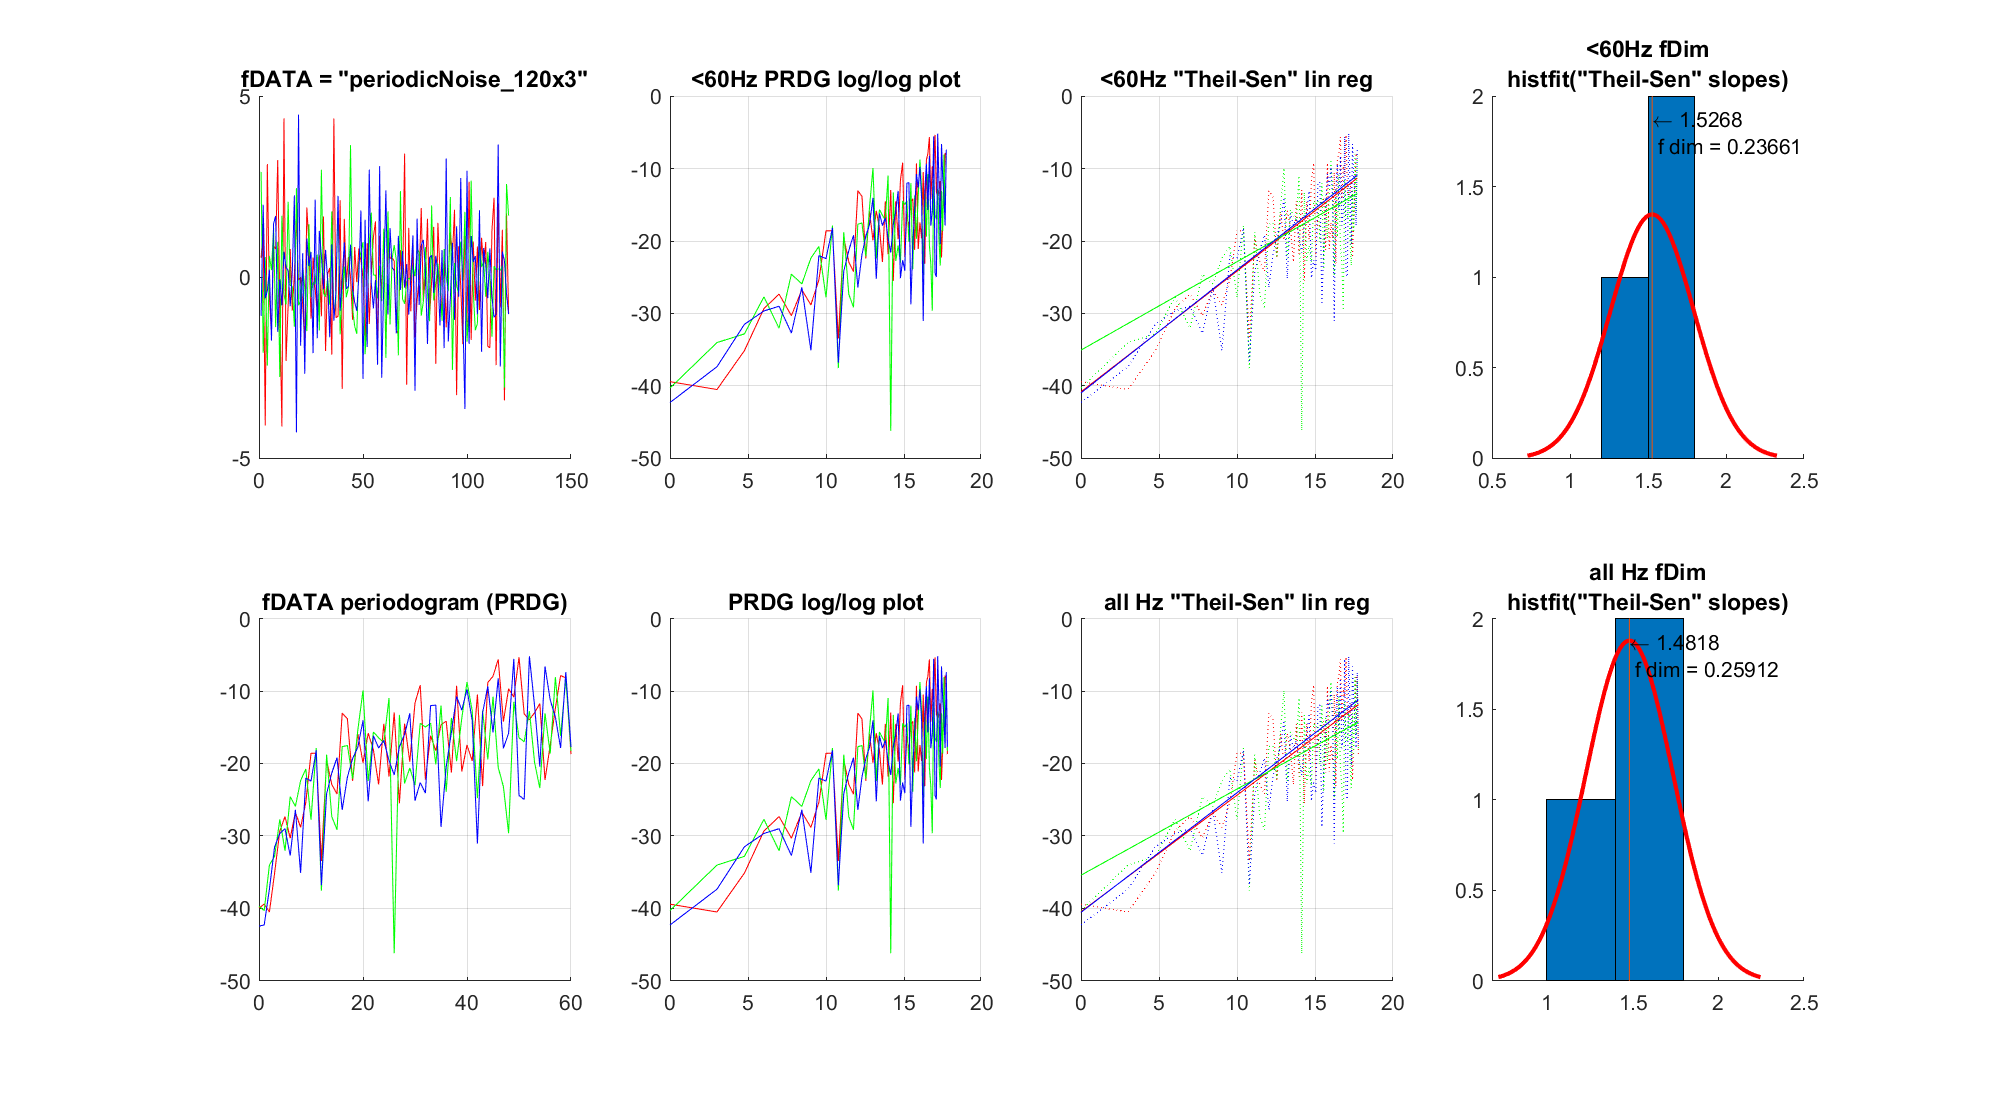 fDATA = "periodicNoise_120x3"
5
0
-5
0 50 100 150
<60Hz PRDG log/log plot
0
-10
-20
-30
-40
-50
0 5 10 15 20
<60Hz "Theil-Sen" lin reg
0
-10
-20
-30
-40
-50
0 5 10 15 20
<60Hz fDim
histfit("Theil-Sen" slopes)
2
1.5
1
0.5
0
0.5 1 1.5 2 2.5
← 1.5268
f dim = 0.23661
fDATA periodogram (PRDG)
0
-10
-20
-30
-40
-50
0 20 40 60
PRDG log/log plot
0
-10
-20
-30
-40
-50
0 5 10 15 20
all Hz "Theil-Sen" lin reg
0
-10
-20
-30
-40
-50
0 5 10 15 20
all Hz fDim
histfit("Theil-Sen" slopes)
2
1.5
1
0.5
0
1 1.5 2 2.5
← 1.4818
f dim = 0.25912